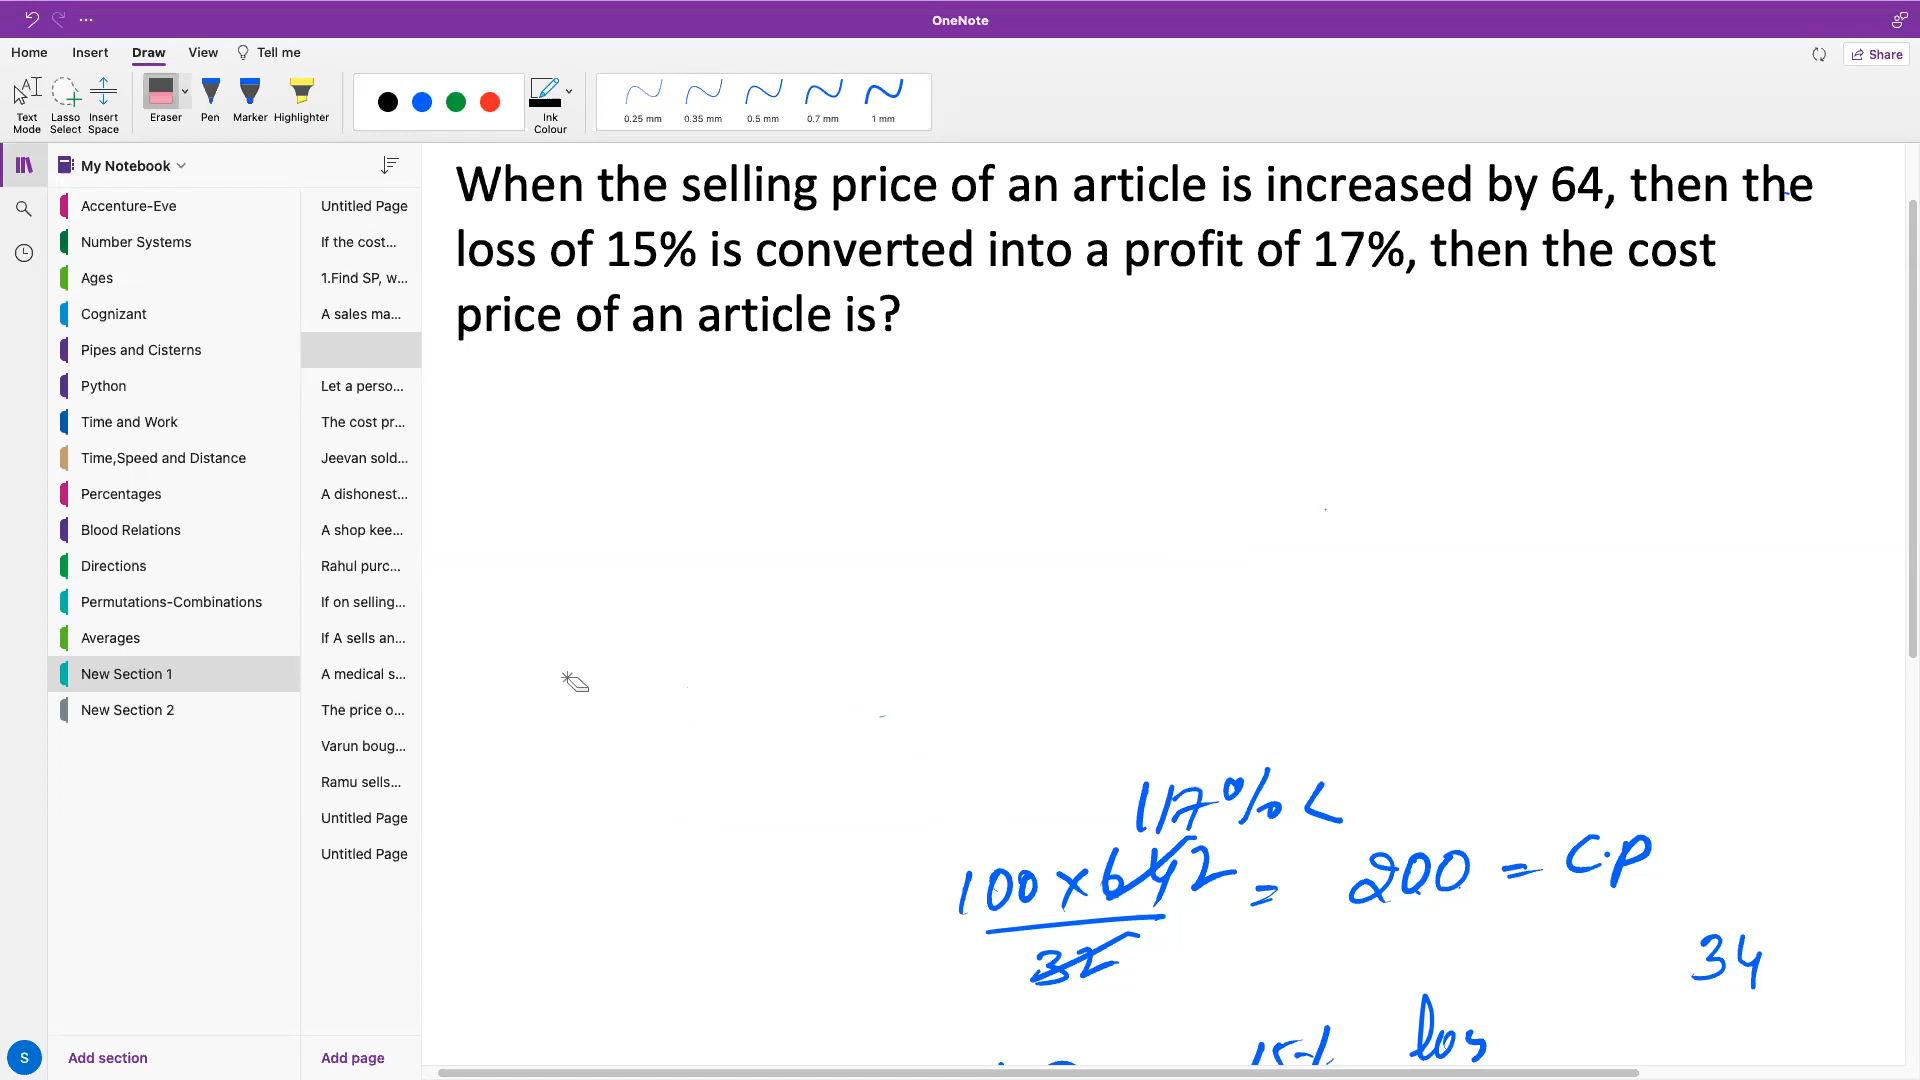 OneNote
Home Insert Draw View Tell me
Share
Text Mode
Lasso Select
Insert Space
Eraser
Pen
Marker
Highlighter
Ink Colour
0.25 mm
0.35 mm
0.5 mm
0.7 mm
1 mm
My Notebook
Accenture-Eve
Number Systems
Ages
Cognizant
Pipes and Cisterns
Python
Time and Work
Time,Speed and Distance
Percentages
Blood Relations
Directions
Permutations-Combinations
Averages
New Section 1
New Section 2
S
Add section
Untitled Page
If the cost...
1.Find SP, w...
A sales ma...
Let a perso...
The cost pr...
Jeevan sold...
A dishonest...
A shop kee...
Rahul purc...
If on selling...
If A sells an...
A medical s...
The price o...
Varun boug...
Ramu sells...
Untitled Page
Untitled Page
Add page
When the selling price of an article is increased by 64, then the
loss of 15% is converted into a profit of 17%, then the cost
price of an article is?
117% <
100 × 64 2 = 200 = C.P
32
34
15% los